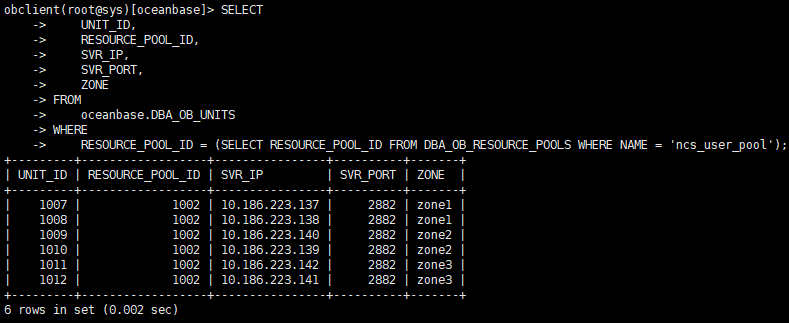 obclient(root@sys)[oceanbase]> SELECT
    ->     UNIT_ID,
    ->     RESOURCE_POOL_ID,
    ->     SVR_IP,
    ->     SVR_PORT,
    ->     ZONE
    -> FROM
    ->     oceanbase.DBA_OB_UNITS
    -> WHERE
    ->     RESOURCE_POOL_ID = (SELECT RESOURCE_POOL_ID FROM DBA_OB_RESOURCE_POOLS WHERE NAME = 'ncs_user_pool');
+---------+------------------+----------------+----------+-------+
| UNIT_ID | RESOURCE_POOL_ID | SVR_IP         | SVR_PORT | ZONE  |
+---------+------------------+----------------+----------+-------+
|    1007 |             1002 | 10.186.223.137 |     2882 | zone1 |
|    1008 |             1002 | 10.186.223.138 |     2882 | zone1 |
|    1009 |             1002 | 10.186.223.140 |     2882 | zone2 |
|    1010 |             1002 | 10.186.223.139 |     2882 | zone2 |
|    1011 |             1002 | 10.186.223.142 |     2882 | zone3 |
|    1012 |             1002 | 10.186.223.141 |     2882 | zone3 |
+---------+------------------+----------------+----------+-------+
6 rows in set (0.002 sec)